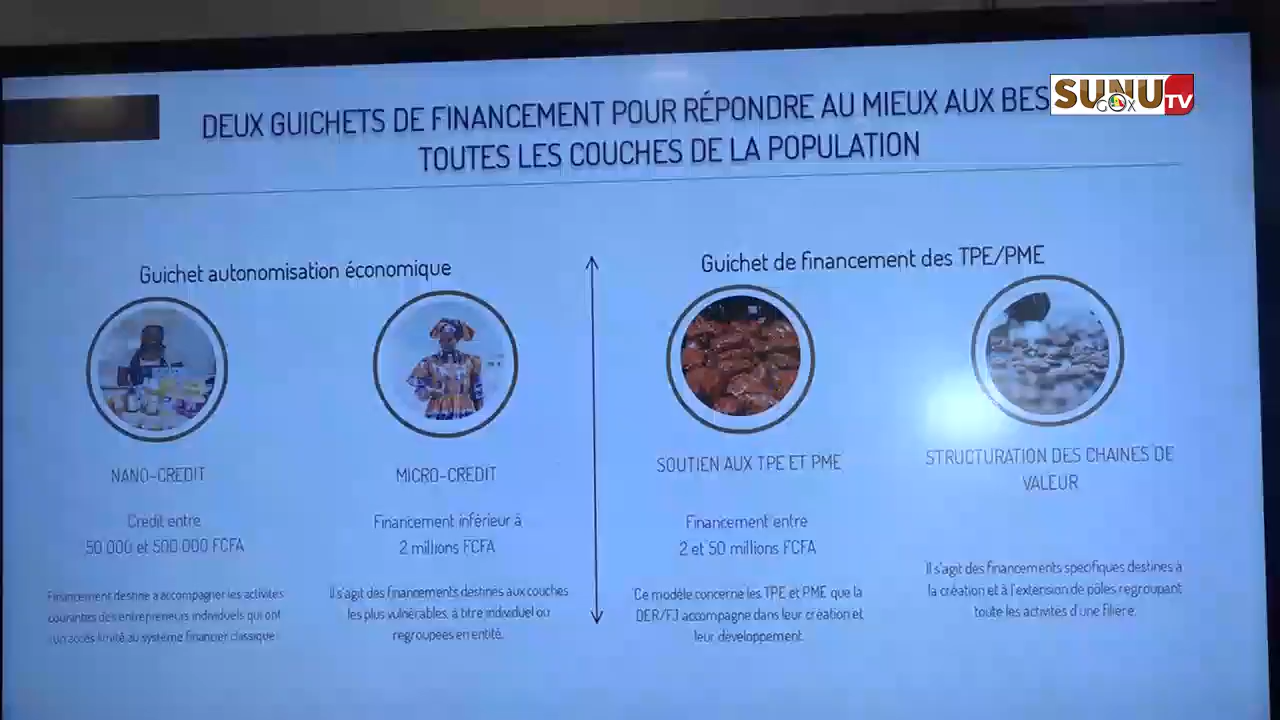 SUNU
GOX
TV
DEUX GUICHETS DE FINANCEMENT POUR RÉPONDRE AU MIEUX AUX BES
TOUTES LES COUCHES DE LA POPULATION
Guichet autonomisation économique
Guichet de financement des TPE/PME
NANO-CREDIT
Credit entre
50 000 et 500 000 FCFA
Financement destine a accompagner les activites
courantes des entrepreneurs individuels qui ont
un accès limité au système financier classique.
MICRO-CREDIT
Financement inférieur à
2 millions FCFA
Il s'agit des financements destines aux couches
les plus vulnérables, à titre individuel ou
regroupees en entité.
SOUTIEN AUX TPE ET PME
Financement entre
2 et 50 millions FCFA
Ce modèle concerne les TPE et PME que la
DER/FJ accompagne dans leur création et
leur développement.
STRUCTURATION DES CHAINES DE
VALEUR
Il s'agit des financements spécifiques destinés à
la création et à l'extension de pôles regroupant
toute les activités d'une filière.